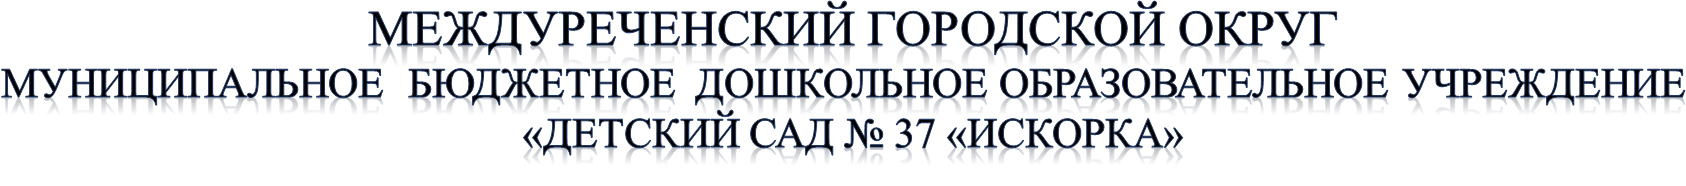 МЕЖДУРЕЧЕНСКИЙ ГОРОДСКОЙ ОКРУГ
МУНИЦИПАЛЬНОЕ БЮДЖЕТНОЕ ДОШКОЛЬНОЕ ОБРАЗОВАТЕЛЬНОЕ УЧРЕЖДЕНИЕ
«ДЕТСКИЙ САД № 37 «ИСКОРКА»